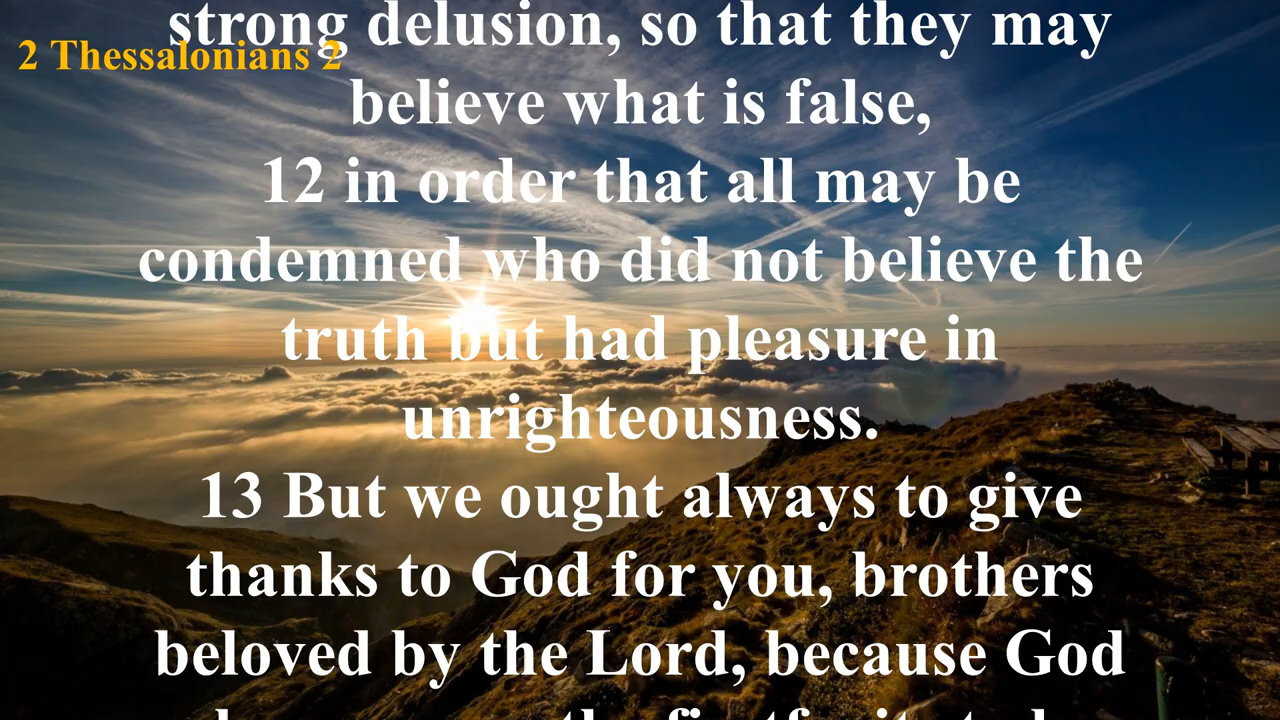 strong delusion, so that they may
2 Thessalonians 2
believe what is false,
12 in order that all may be
condemned who did not believe the
truth but had pleasure in
unrighteousness.
13 But we ought always to give
thanks to God for you, brothers
beloved by the Lord, because God